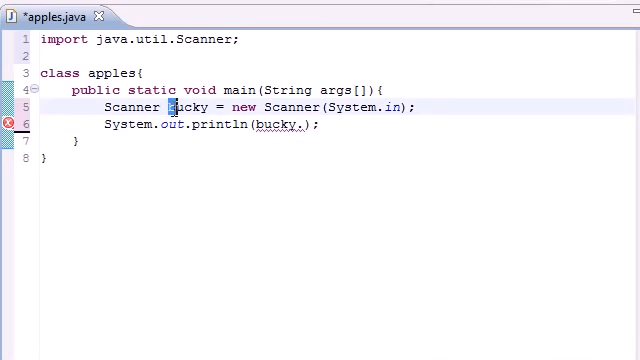 *apples.java
1 import java.util.Scanner;
2
3 class apples{
4 public static void main(String args[]){
5 Scanner bucky = new Scanner(System.in);
6 System.out.println(bucky.);
7 }
8 }